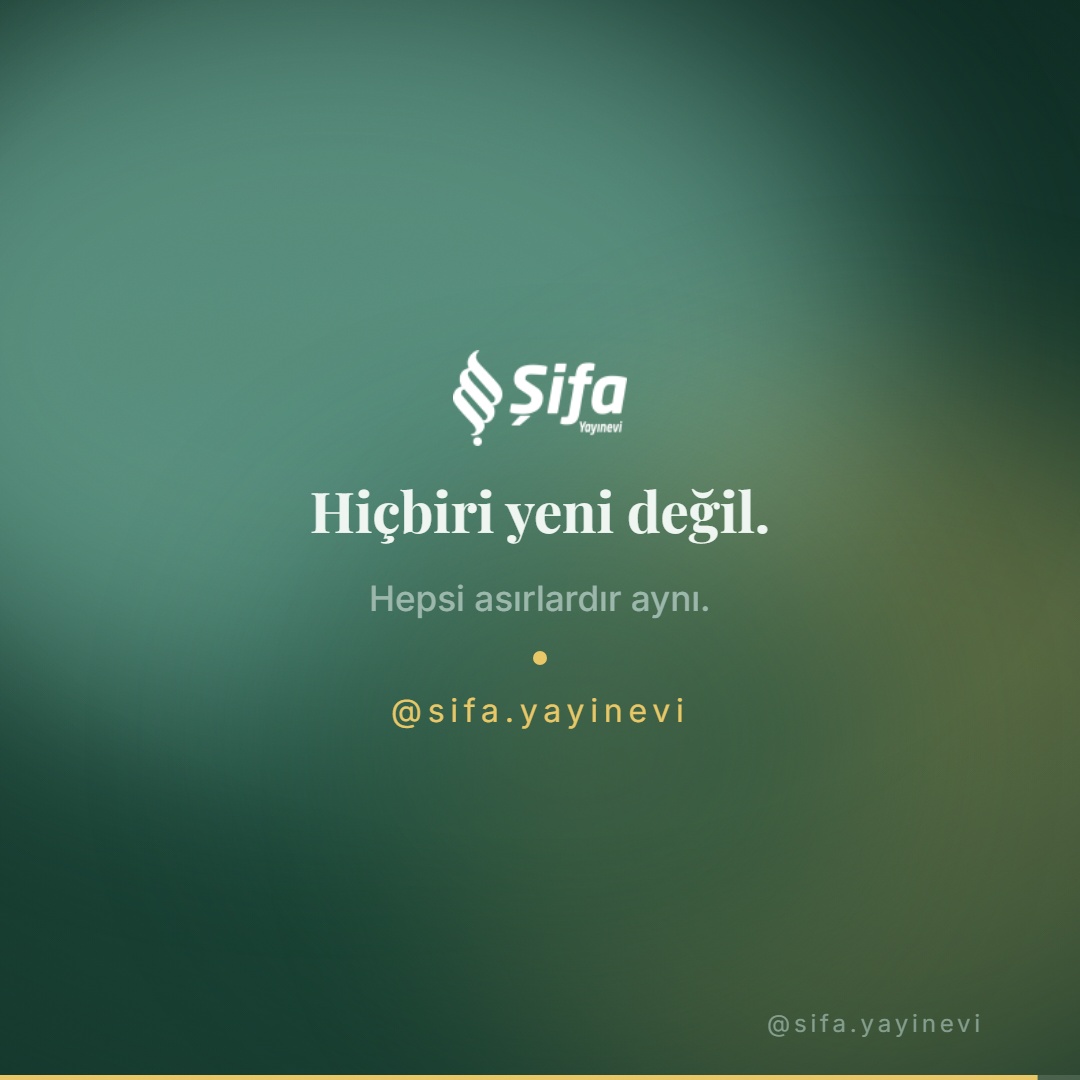 Şifa
Yayınevi
Hiçbiri yeni değil.
Hepsi asırlardır aynı.
@sifa.yayinevi
@sifa.yayinevi